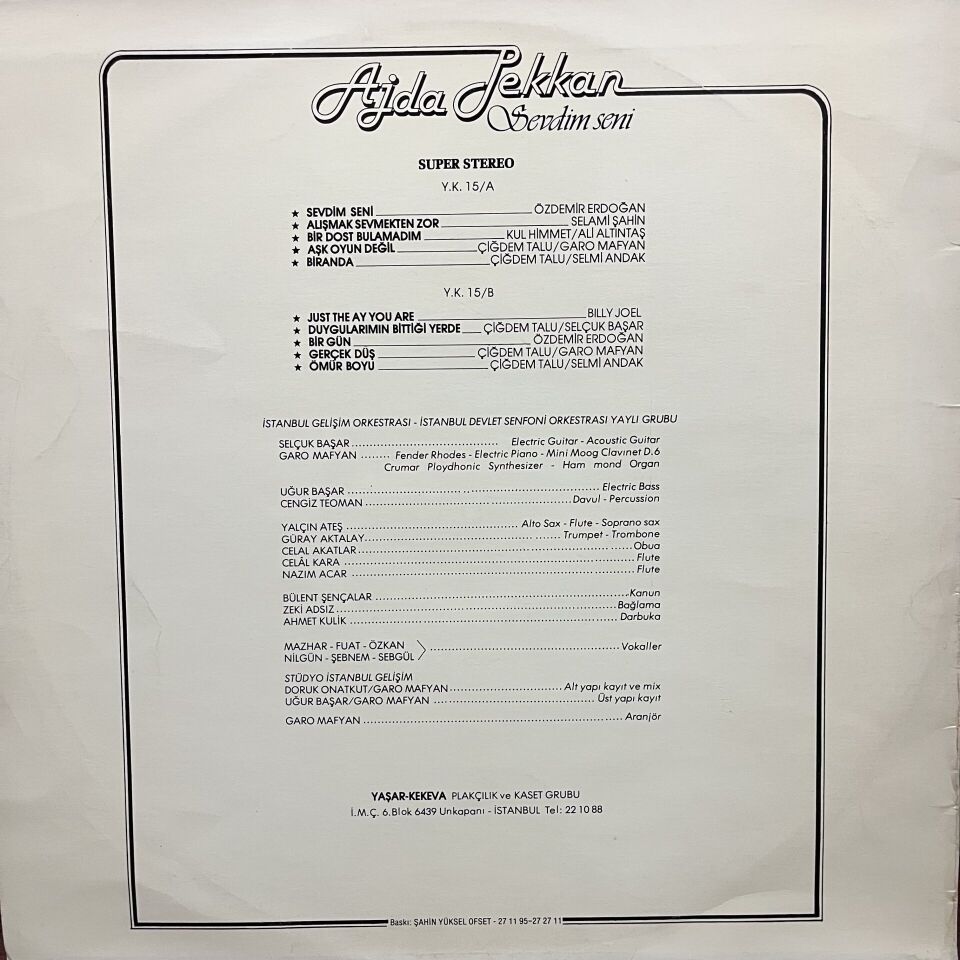 Ajda Pekkan
Sevdim seni
SUPER STEREO
Y.K. 15/A
★ SEVDİM SENİ ÖZDEMİR ERDOĞAN
★ ALIŞMAK SEVMEKTEN ZOR SELAMİ ŞAHİN
★ BİR DOST BULAMADIM KUL HİMMET/ALİ ALTINTAŞ
★ AŞK OYUN DEĞİL ÇİĞDEM TALU/GARO MAFYAN
★ BİRANDA ÇİĞDEM TALU/SELMİ ANDAK
Y.K. 15/B
★ JUST THE AY YOU ARE BILLY JOEL
★ DUYGULARIMIN BİTTİĞİ YERDE ÇİĞDEM TALU/SELÇUK BAŞAR
★ BİR GÜN ÖZDEMİR ERDOĞAN
★ GERÇEK DÜŞ ÇİĞDEM TALU/GARO MAFYAN
★ ÖMÜR BOYU ÇİĞDEM TALU/SELMİ ANDAK
İSTANBUL GELİŞİM ORKESTRASI - İSTANBUL DEVLET SENFONİ ORKESTRASI YAYLI GRUBU
SELÇUK BAŞAR Electric Guitar - Acoustic Guitar
GARO MAFYAN Fender Rhodes - Electric Piano - Mini Moog Clavınet D.6
Crumar Ploydhonic Synthesizer - Ham mond Organ
UĞUR BAŞAR Electric Bass
CENGİZ TEOMAN Davul - Percussion
YALÇIN ATEŞ Alto Sax - Flute - Soprano sax
GÜRAY AKTALAY Trumpet - Trombone
CELAL AKATLAR Obua
CELÂL KARA Flute
NAZIM ACAR Flute
BÜLENT ŞENÇALAR Kanun
ZEKİ ADSIZ Bağlama
AHMET KULİK Darbuka
MAZHAR - FUAT - ÖZKAN
NİLGÜN - ŞEBNEM - SEBGÜL Vokaller
STÜDYO İSTANBUL GELİŞİM
DORUK ONATKUT/GARO MAFYAN Alt yapı kayıt ve mix
UĞUR BAŞAR/GARO MAFYAN Üst yapı kayıt
GARO MAFYAN Aranjör
YAŞAR-KEKEVA PLAKÇILIK ve KASET GRUBU
İ.M.Ç. 6.Blok 6439 Unkapanı - İSTANBUL Tel: 22 10 88
Baskı: ŞAHİN YÜKSEL OFSET - 27 11 95-27 27 11